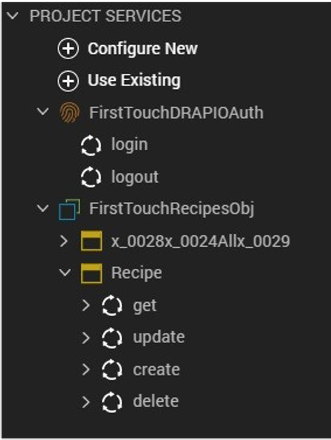 PROJECT SERVICES
Configure New
Use Existing
FirstTouchDRAPIOAuth
login
logout
FirstTouchRecipesObj
x_0028x_0024Allx_0029
Recipe
get
update
create
delete